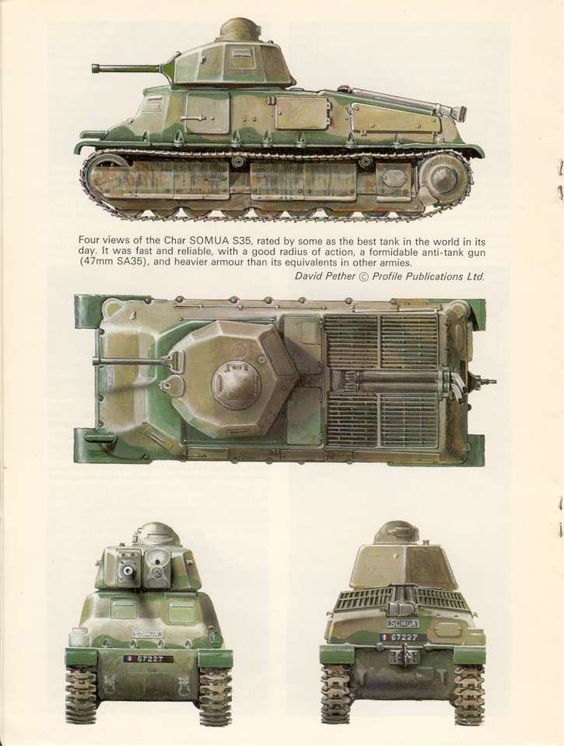 Four views of the Char SOMUA S35, rated by some as the best tank in the world in its
day. It was fast and reliable, with a good radius of action, a formidable anti-tank gun
(47mm SA35), and heavier armour than its equivalents in other armies.
David Pether © Profile Publications Ltd.
SOMUA
67227
SOMUA
67227